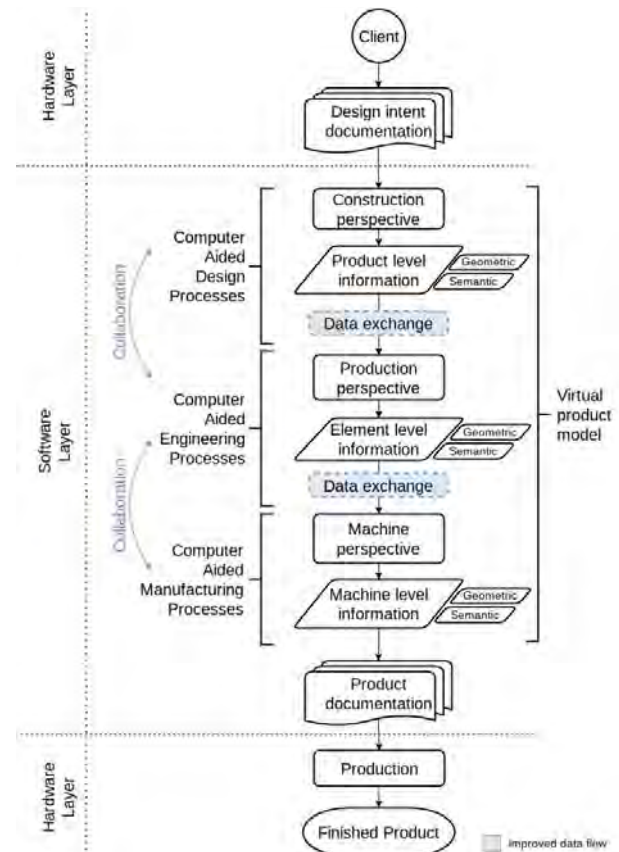 Client
Hardware
Layer
Design intent
documentation
Construction
perspective
Computer
Aided
Design
Processes
Product level
information
Geometric
Semantic
Collaboration
Data exchange
Production
perspective
Virtual
product
model
Software
Layer
Computer
Aided
Engineering
Processes
Element level
information
Geometric
Semantic
Data exchange
Collaboration
Machine
perspective
Computer
Aided
Manufacturing
Processes
Machine level
information
Geometric
Semantic
Product
documentation
Hardware
Layer
Production
Finished Product
Improved data flow